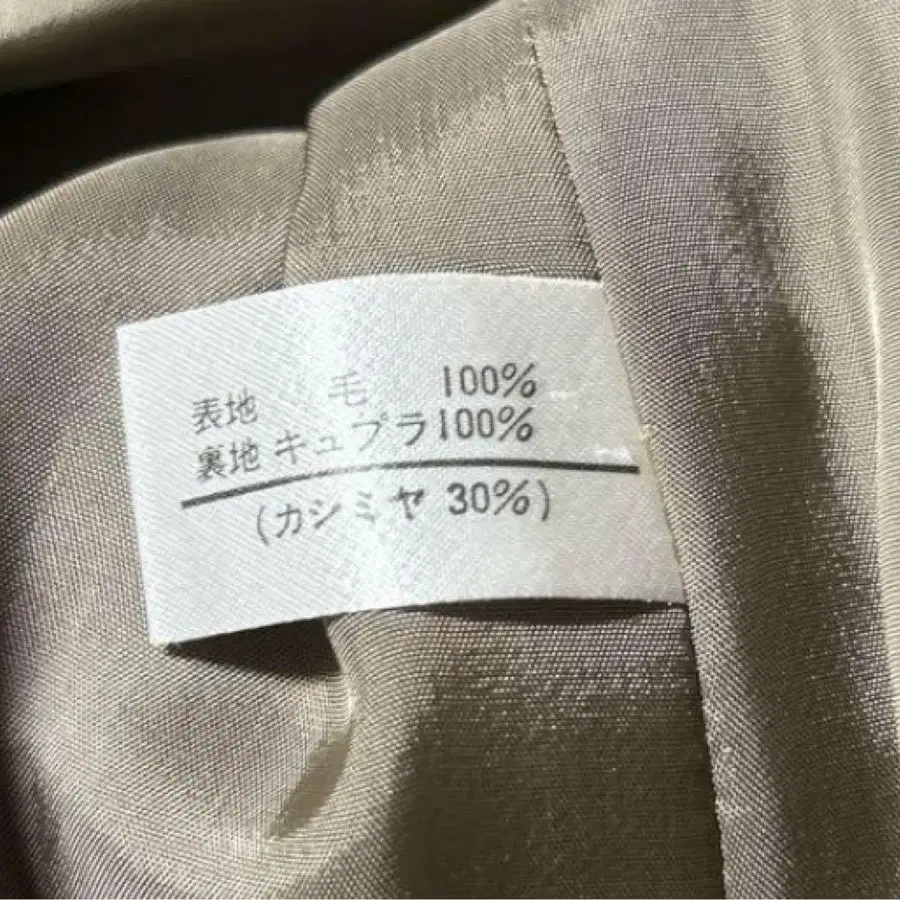 表地 毛 100%
裏地 キュプラ100%
(カシミヤ 30%)